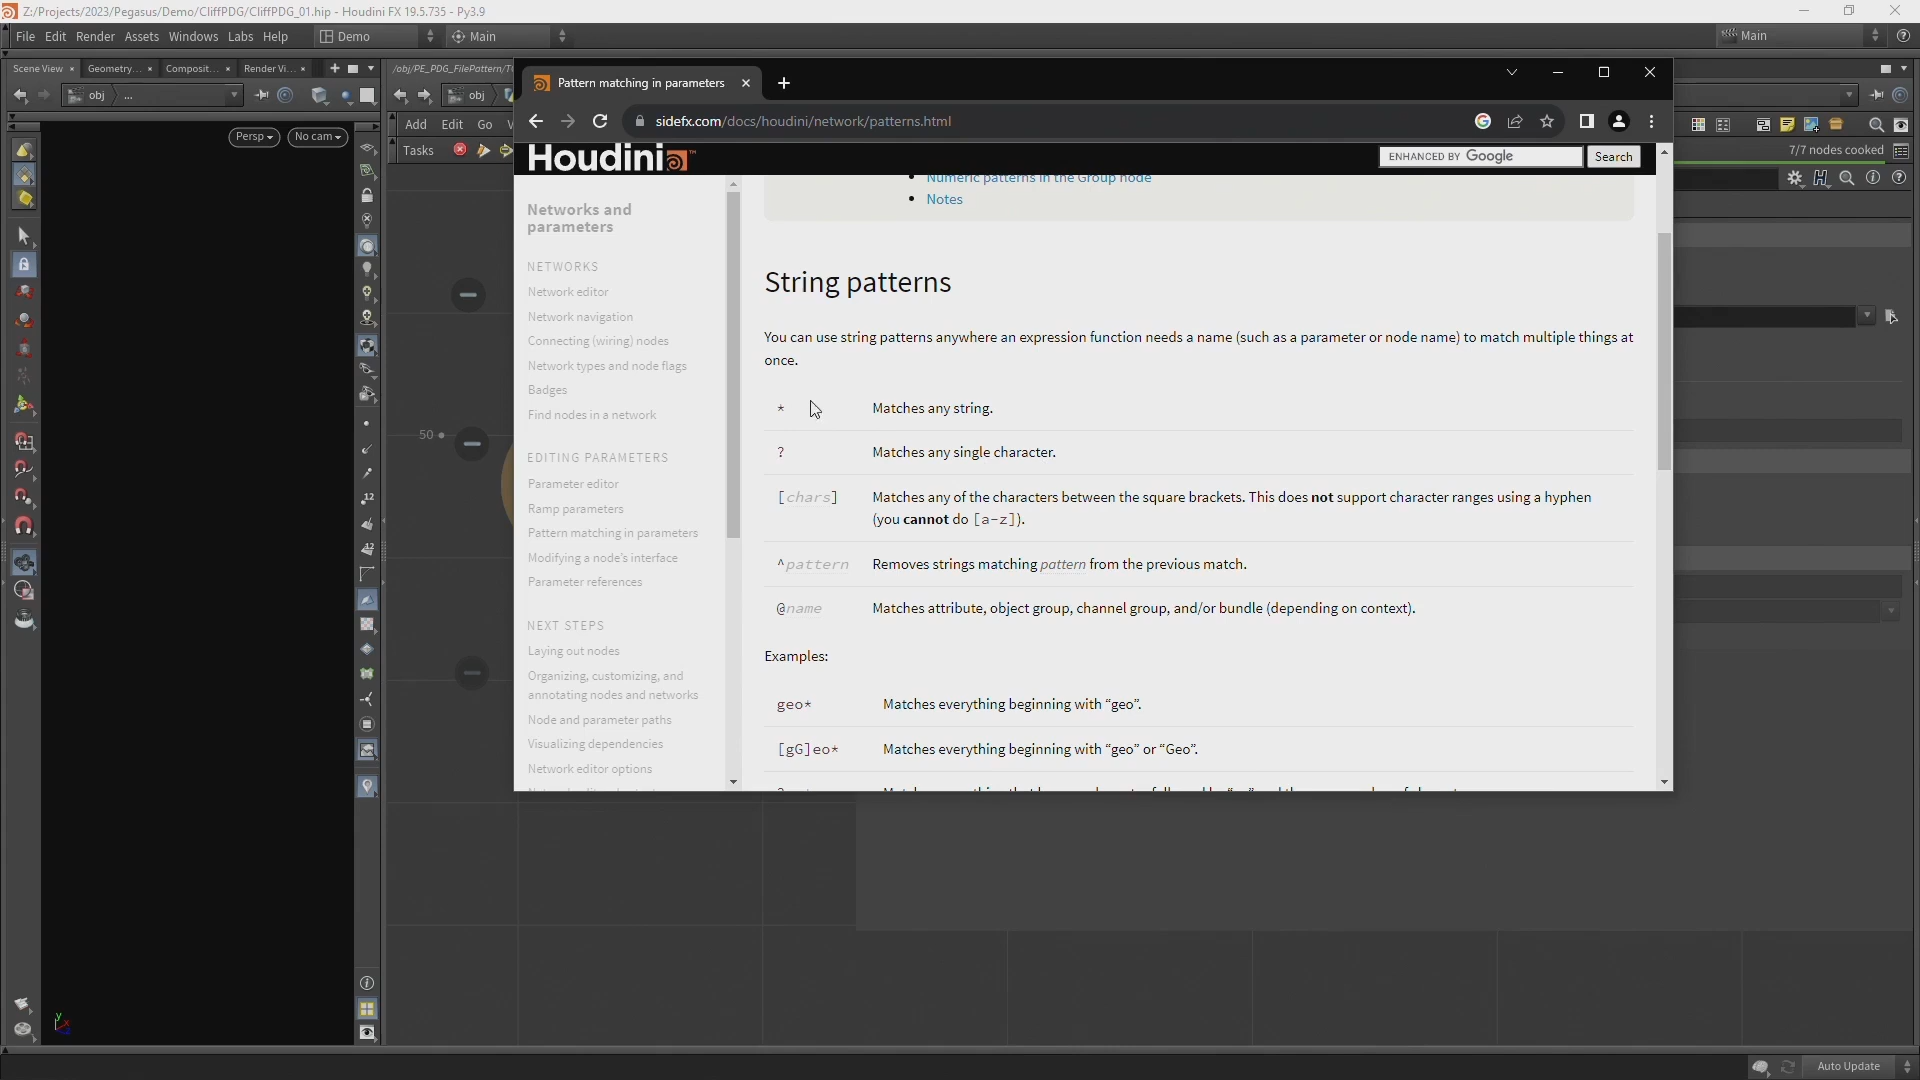 Z:/Projects/2023/Pegasus/Demo/CliffPDG/CliffPDG_01.hip - Houdini FX 19.5.735 - Py3.9
File Edit Render Assets Windows Labs Help Demo Main Main
Scene View × Geometry... × Composit... × Render Vi... ×
/obj/PE_PDG_FilePattern/T
Pattern matching in parameters
obj ...
obj
sidefx.com/docs/houdini/network/patterns.html
Add Edit Go
Persp No cam
Tasks
7/7 nodes cooked
Houdini
ENHANCED BY Google
Search
Numeric patterns in the Group node
Notes
Networks and
parameters
NETWORKS
Network editor
Network navigation
Connecting (wiring) nodes
Network types and node flags
Badges
Find nodes in a network
EDITING PARAMETERS
Parameter editor
Ramp parameters
Pattern matching in parameters
Modifying a node's interface
Parameter references
NEXT STEPS
Laying out nodes
Organizing, customizing, and
annotating nodes and networks
Node and parameter paths
Visualizing dependencies
Network editor options
String patterns
You can use string patterns anywhere an expression function needs a name (such as a parameter or node name) to match multiple things at
once.
* Matches any string.
? Matches any single character.
[chars] Matches any of the characters between the square brackets. This does not support character ranges using a hyphen
(you cannot do [a-z]).
^pattern Removes strings matching pattern from the previous match.
@name Matches attribute, object group, channel group, and/or bundle (depending on context).
Examples:
geo* Matches everything beginning with “geo”.
[gG]eo* Matches everything beginning with “geo” or “Geo”.
50
12
12
y
Auto Update